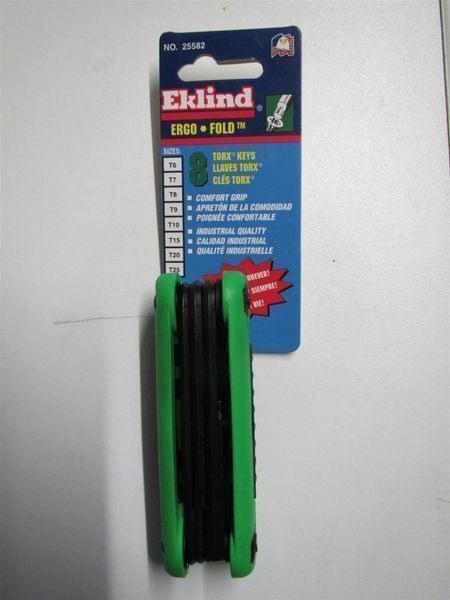 NO. 25582
Eklind®
ERGO • FOLD™
SIZES:
T6
T7
T8
T9
T10
T15
T20
T25
8
TORX® KEYS
LLAVES TORX®
CLÉS TORX®
COMFORT GRIP
APRETÓN DE LA COMODIDAD
POIGNÉE CONFORTABLE
INDUSTRIAL QUALITY
CALIDAD INDUSTRIAL
QUALITÉ INDUSTRIELLE
FOREVER!
SIEMPRE!
VIE!